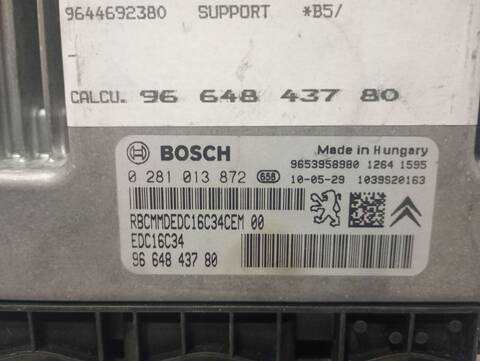 9644692380 SUPPORT *B5/
CALCU. 96 648 437 80
BOSCH Made in Hungary
9653958980 1264 1595
0 281 013 872 658 10-05-29 1039S20163
RBCMMDEDC16C34CEM 00
EDC16C34
96 648 437 80